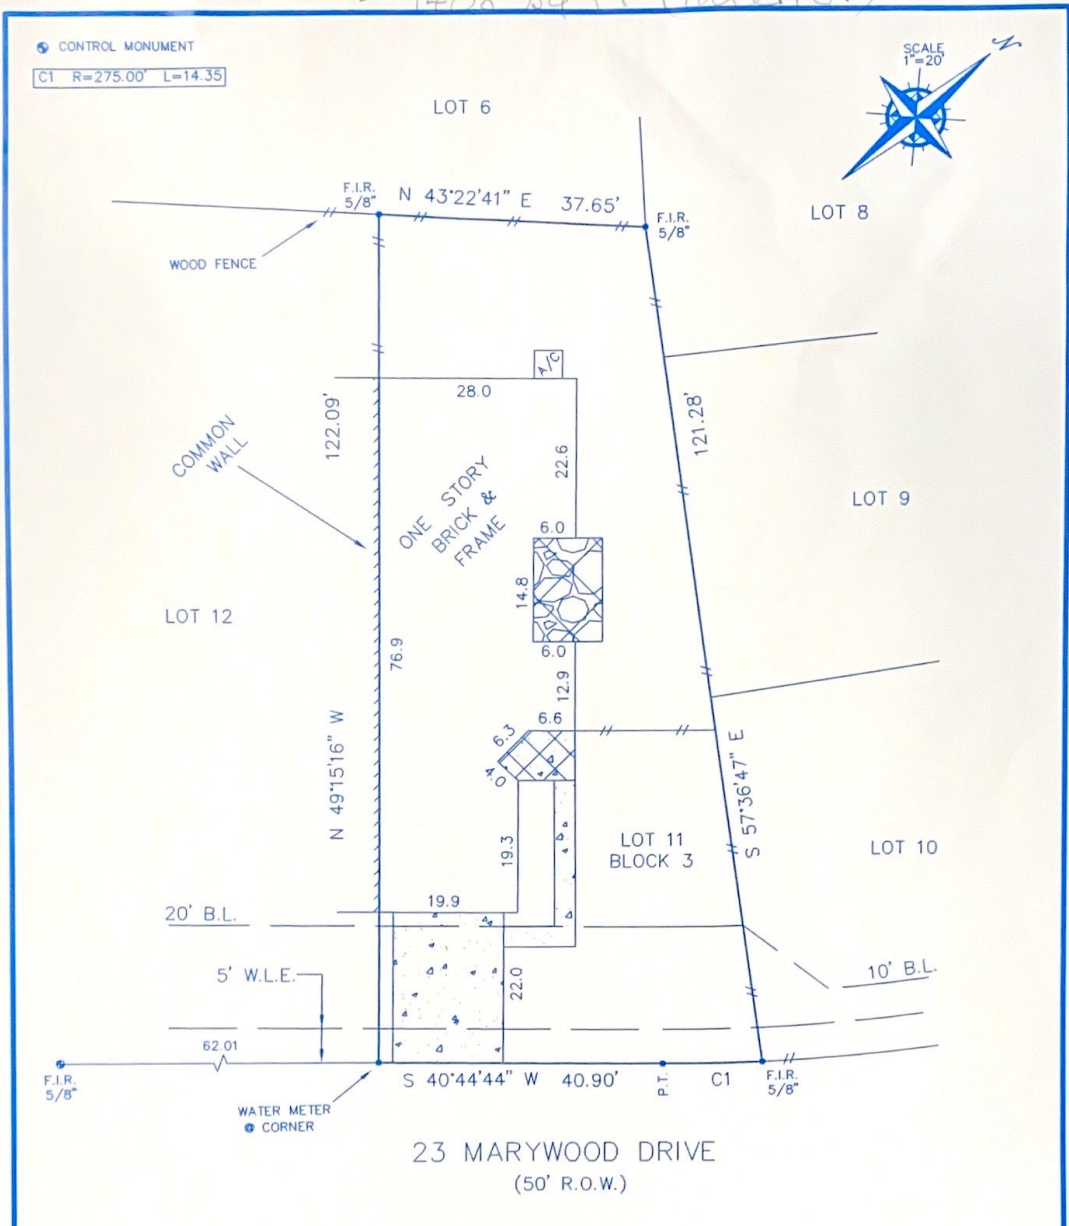 CONTROL MONUMENT
C1 R=275.00' L=14.35
SCALE
1"=20'
N
LOT 6
F.I.R.
5/8"
N 43°22'41" E 37.65'
F.I.R.
5/8"
LOT 8
WOOD FENCE
A/C
28.0
122.09'
121.28'
COMMON
WALL
22.6
ONE STORY
BRICK &
FRAME
LOT 9
6.0
14.8
LOT 12
6.0
76.9
12.9
6.6
6.3
4.0
N 49°15'16" W
S 57°36'47" E
19.3
LOT 11
BLOCK 3
LOT 10
19.9
20' B.L.
5' W.L.E.
22.0
10' B.L.
62.01
F.I.R.
5/8"
S 40°44'44" W 40.90'
P.T.
C1
F.I.R.
5/8"
WATER METER
@ CORNER
23 MARYWOOD DRIVE
(50' R.O.W.)